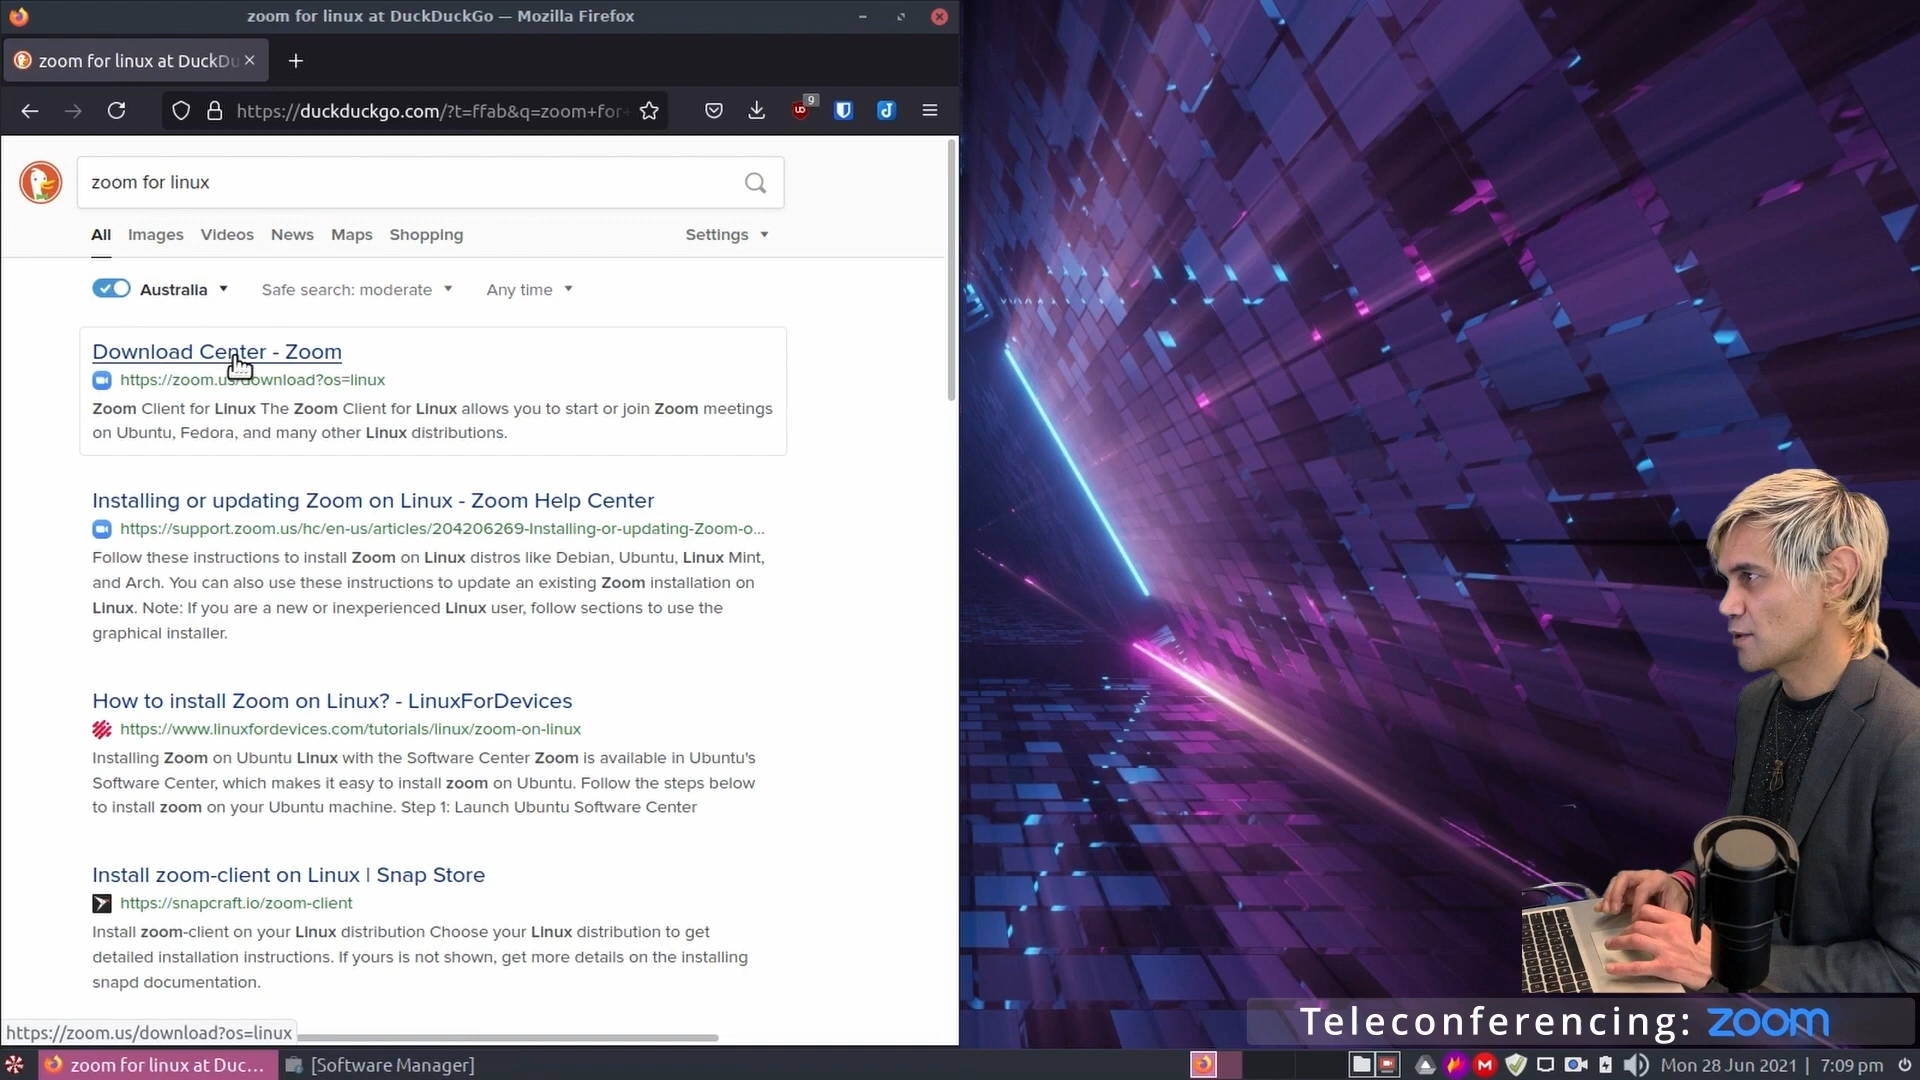 zoom for linux at DuckDuckGo — Mozilla Firefox
zoom for linux at DuckDu
https://duckduckgo.com/?t=ffab&q=zoom+for+
9
zoom for linux
All Images Videos News Maps Shopping Settings
Australia Safe search: moderate Any time
Download Center - Zoom
https://zoom.us/download?os=linux
Zoom Client for Linux The Zoom Client for Linux allows you to start or join Zoom meetings
on Ubuntu, Fedora, and many other Linux distributions.
Installing or updating Zoom on Linux - Zoom Help Center
https://support.zoom.us/hc/en-us/articles/204206269-Installing-or-updating-Zoom-o...
Follow these instructions to install Zoom on Linux distros like Debian, Ubuntu, Linux Mint,
and Arch. You can also use these instructions to update an existing Zoom installation on
Linux. Note: If you are a new or inexperienced Linux user, follow sections to use the
graphical installer.
How to install Zoom on Linux? - LinuxForDevices
https://www.linuxfordevices.com/tutorials/linux/zoom-on-linux
Installing Zoom on Ubuntu Linux with the Software Center Zoom is available in Ubuntu's
Software Center, which makes it easy to install zoom on Ubuntu. Follow the steps below
to install zoom on your Ubuntu machine. Step 1: Launch Ubuntu Software Center
Install zoom-client on Linux | Snap Store
https://snapcraft.io/zoom-client
Install zoom-client on your Linux distribution Choose your Linux distribution to get
detailed installation instructions. If yours is not shown, get more details on the installing
snapd documentation.
https://zoom.us/download?os=linux
Teleconferencing: zoom
zoom for linux at Duc... [Software Manager] Mon 28 Jun 2021 | 7:09 pm